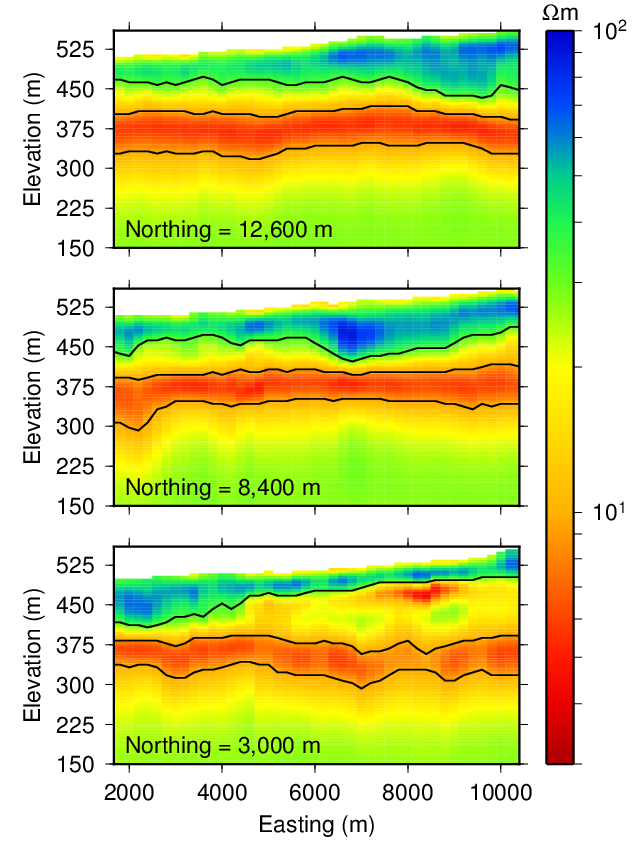 Ωm
10²
10¹
525
450
375
300
225
150
Elevation (m)
Northing = 12,600 m
525
450
375
300
225
150
Elevation (m)
Northing = 8,400 m
525
450
375
300
225
150
Elevation (m)
Northing = 3,000 m
2000 4000 6000 8000 10000
Easting (m)